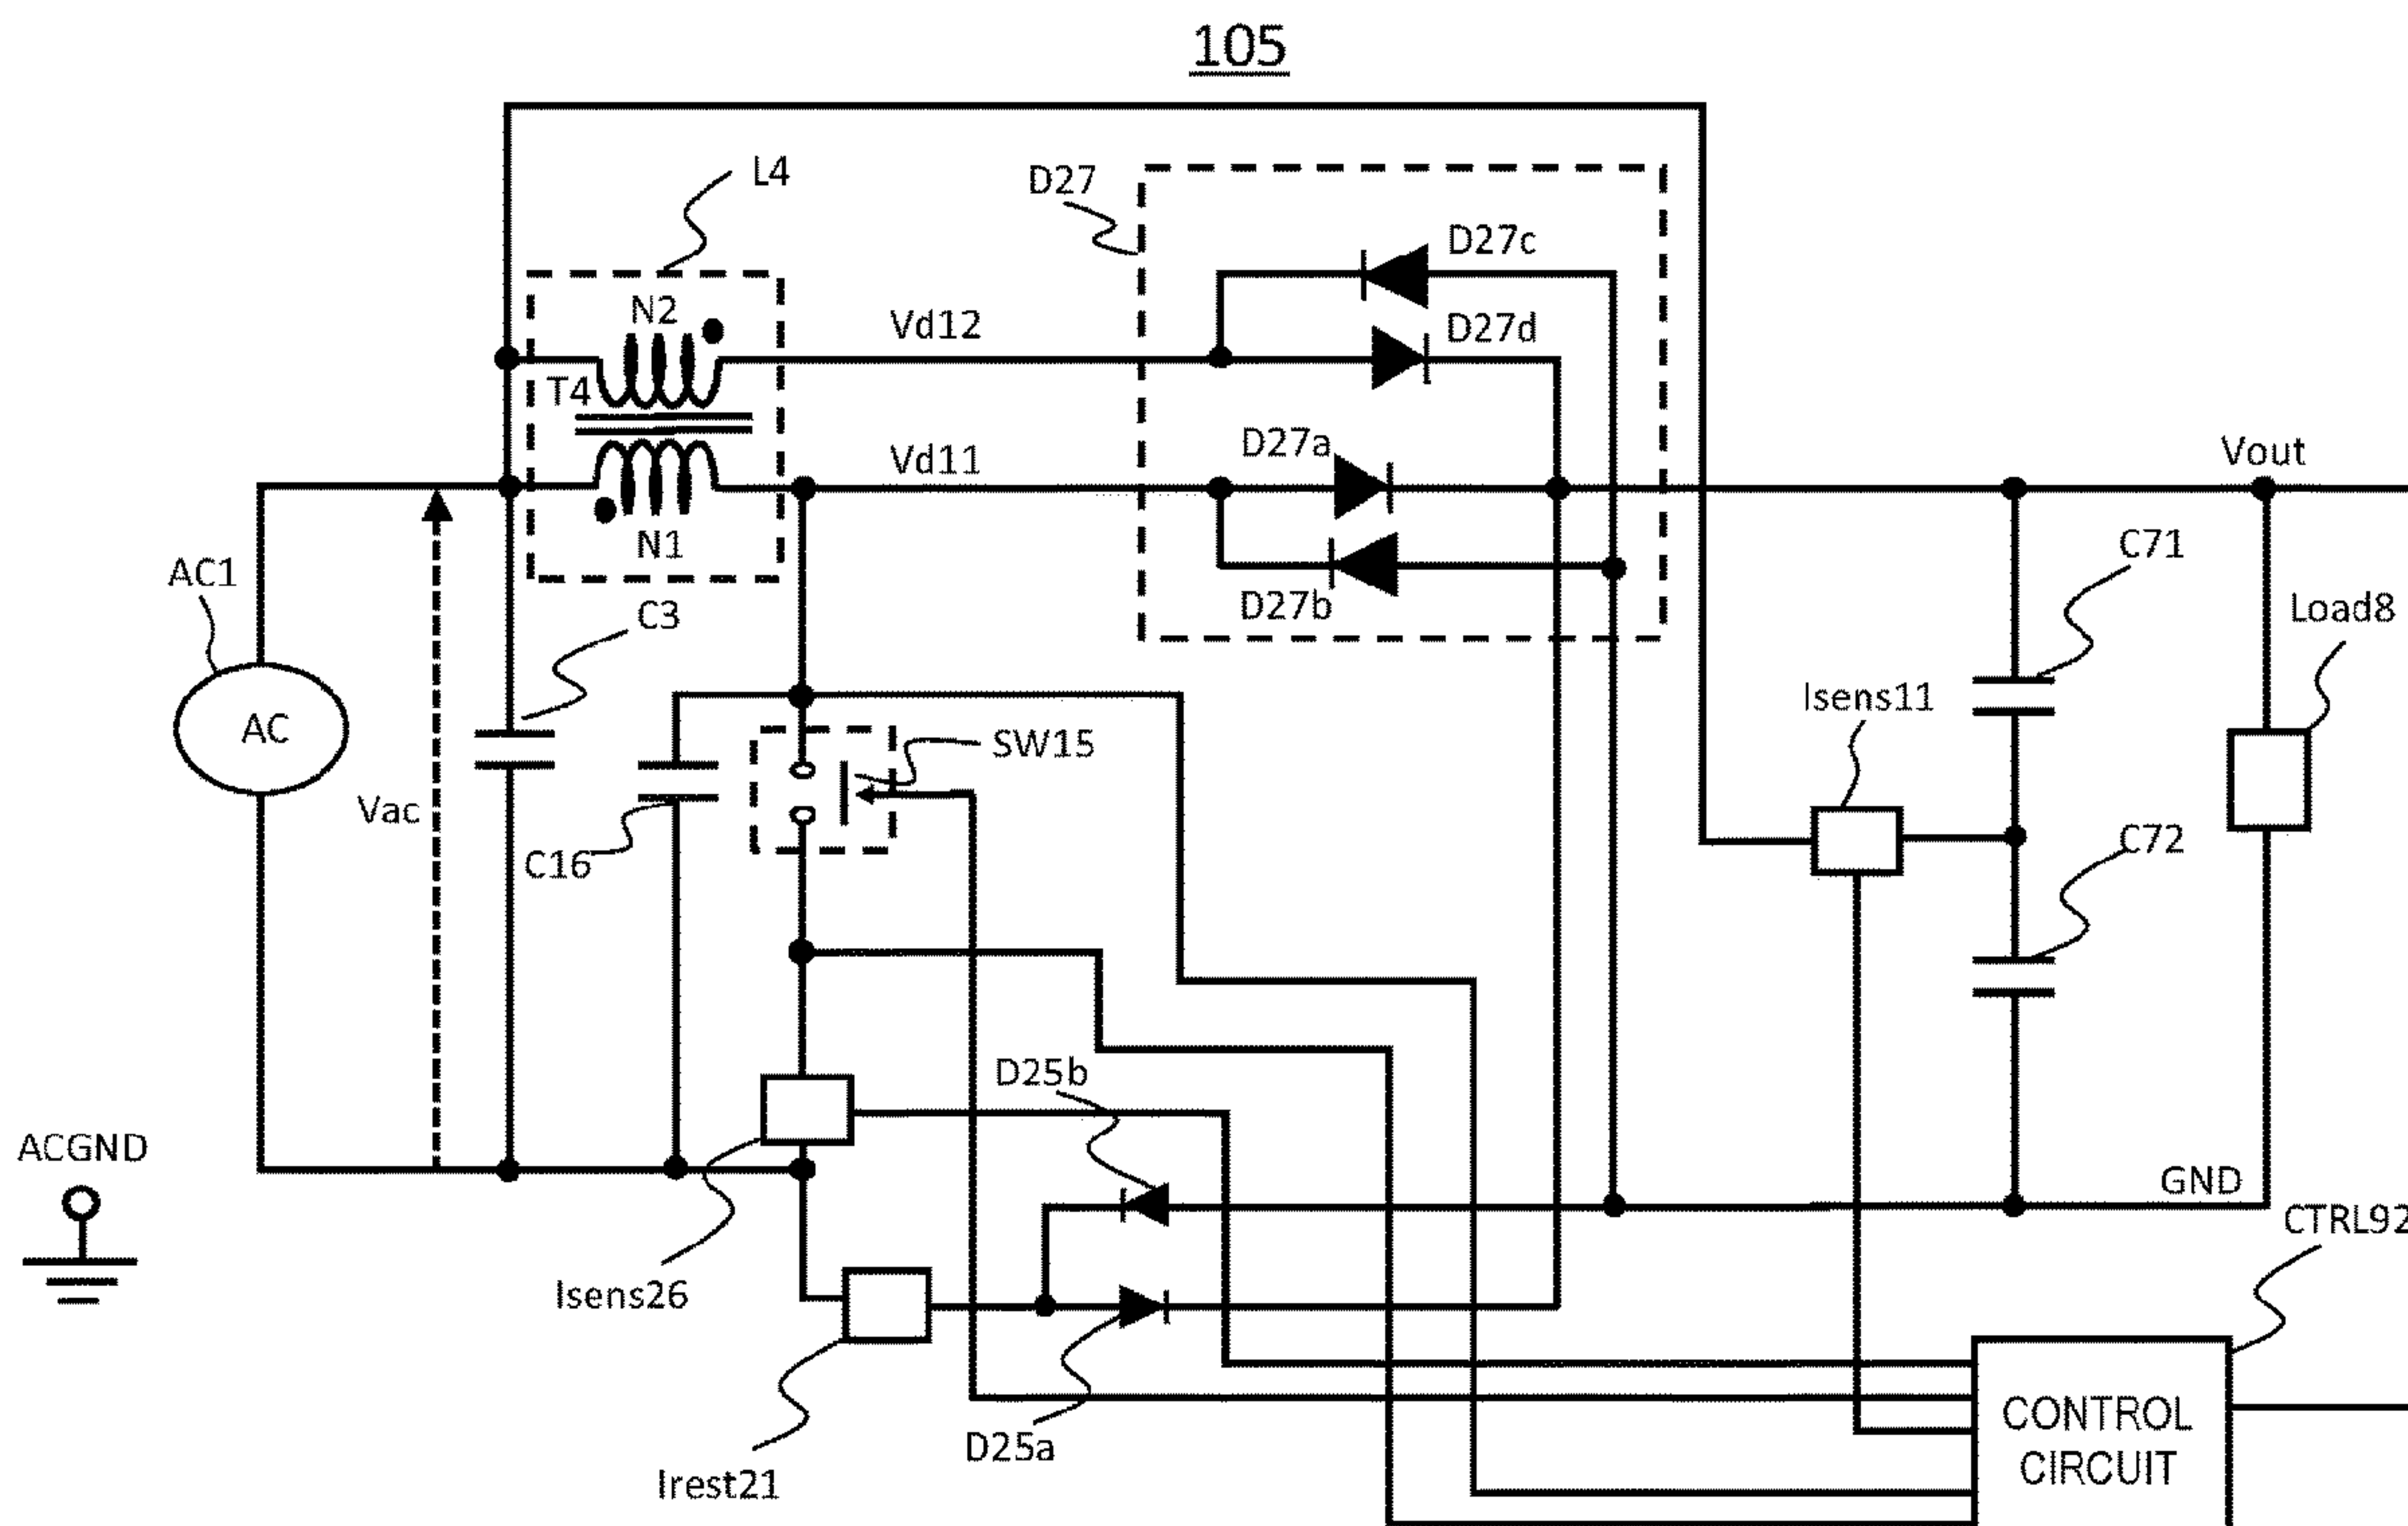 105
L4
D27
D27c
N2
Vd12
D27d
T4
D27a
Vd11
Vout
N1
C71
AC1
D27b
C3
Load8
Isens11
AC
SW15
Vac
C16
C72
D25b
ACGND
GND
CTRL92
Isens26
D25a
Irest21
CONTROL
CIRCUIT